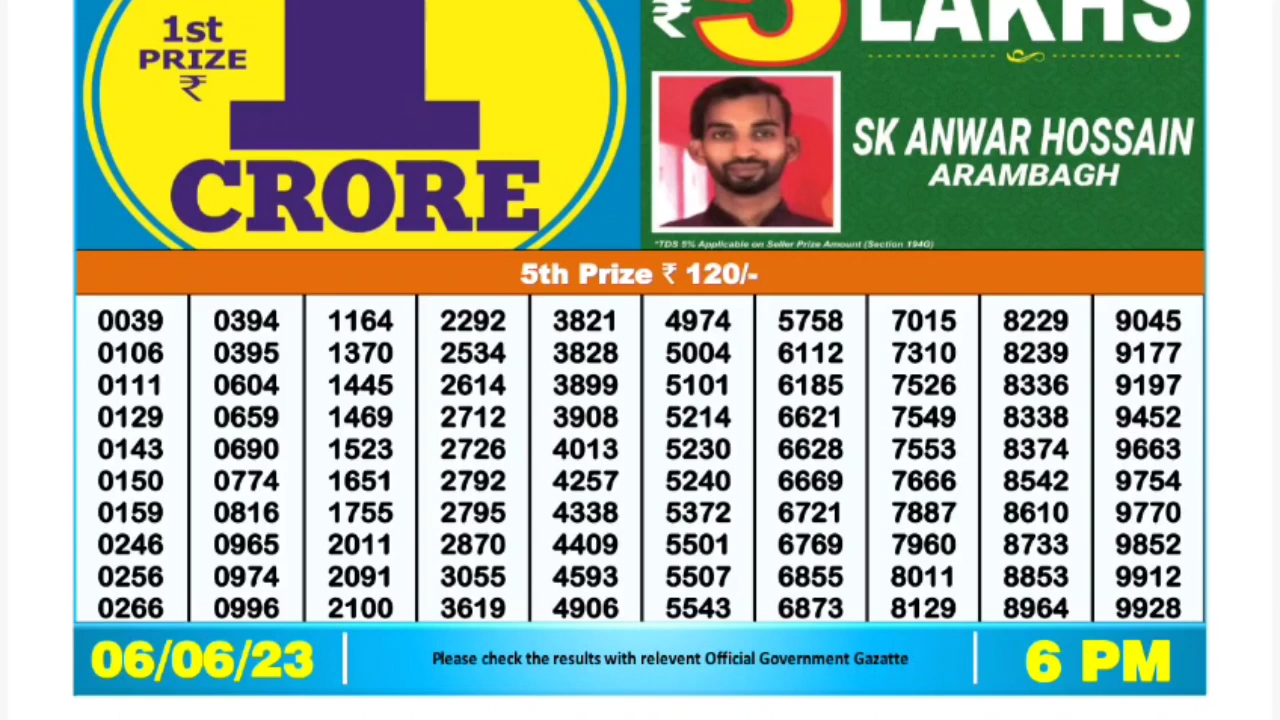 1st
PRIZE
₹
1
CRORE
₹ 5 LAKHS
SK ANWAR HOSSAIN
ARAMBAGH
*TDS 5% Applicable on Seller Prize Amount (Section 194G)
5th Prize ₹ 120/-
0039 0394 1164 2292 3821 4974 5758 7015 8229 9045
0106 0395 1370 2534 3828 5004 6112 7310 8239 9177
0111 0604 1445 2614 3899 5101 6185 7526 8336 9197
0129 0659 1469 2712 3908 5214 6621 7549 8338 9452
0143 0690 1523 2726 4013 5230 6628 7553 8374 9663
0150 0774 1651 2792 4257 5240 6669 7666 8542 9754
0159 0816 1755 2795 4338 5372 6721 7887 8610 9770
0246 0965 2011 2870 4409 5501 6769 7960 8733 9852
0256 0974 2091 3055 4593 5507 6855 8011 8853 9912
0266 0996 2100 3619 4906 5543 6873 8129 8964 9928
06/06/23
Please check the results with relevent Official Government Gazatte
6 PM